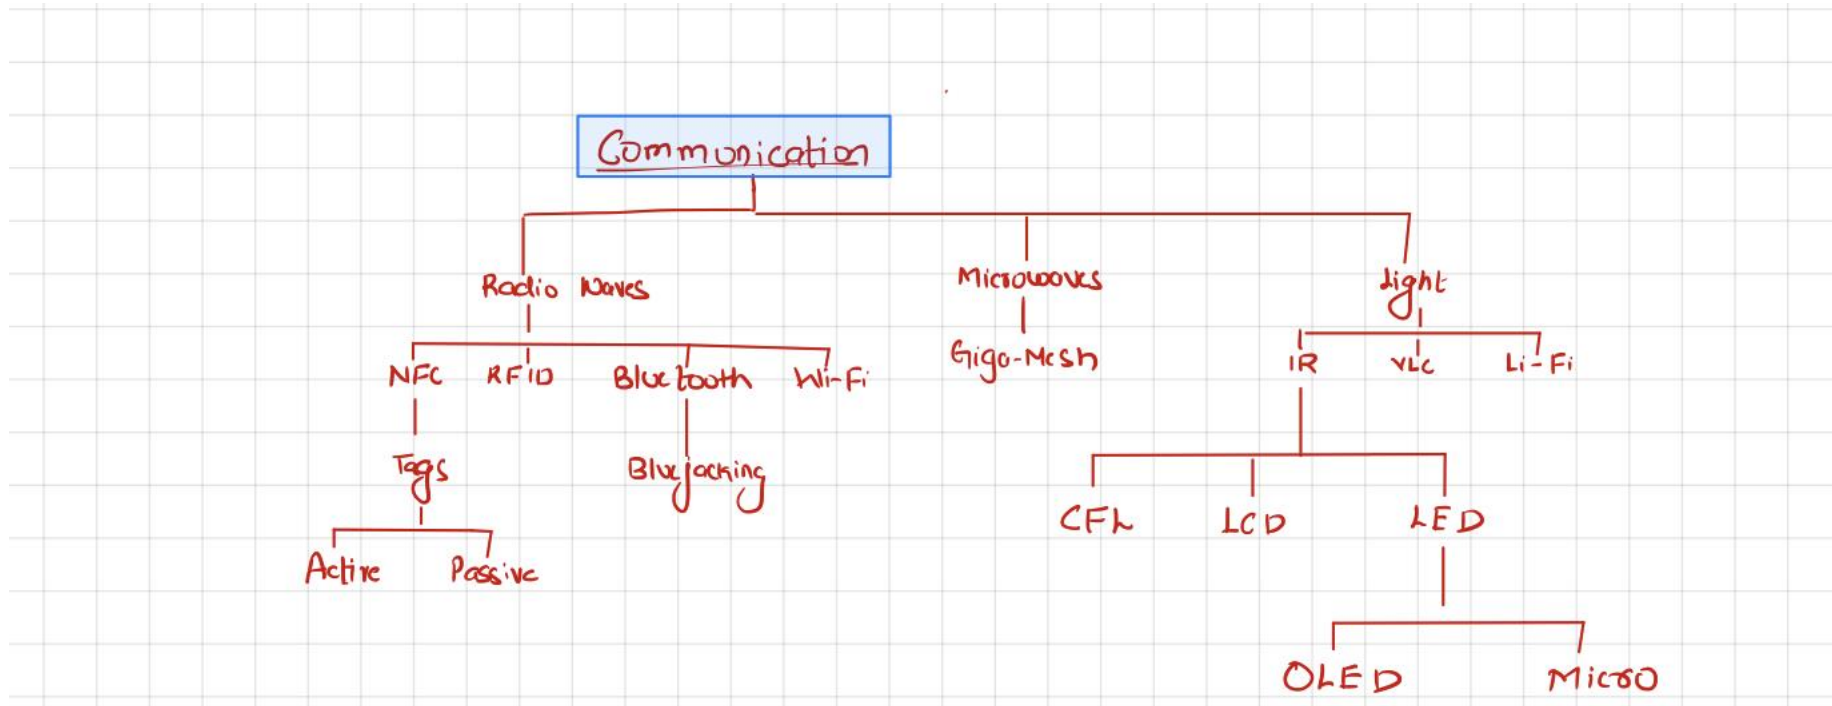 Communication
Radio Waves
Microwaves
Light
NFC
RFID
Bluetooth
Wi-Fi
Giga-Mesh
IR
VLC
Li-Fi
Tags
Bluejacking
Active
Passive
CFL
LCD
LED
OLED
Micro